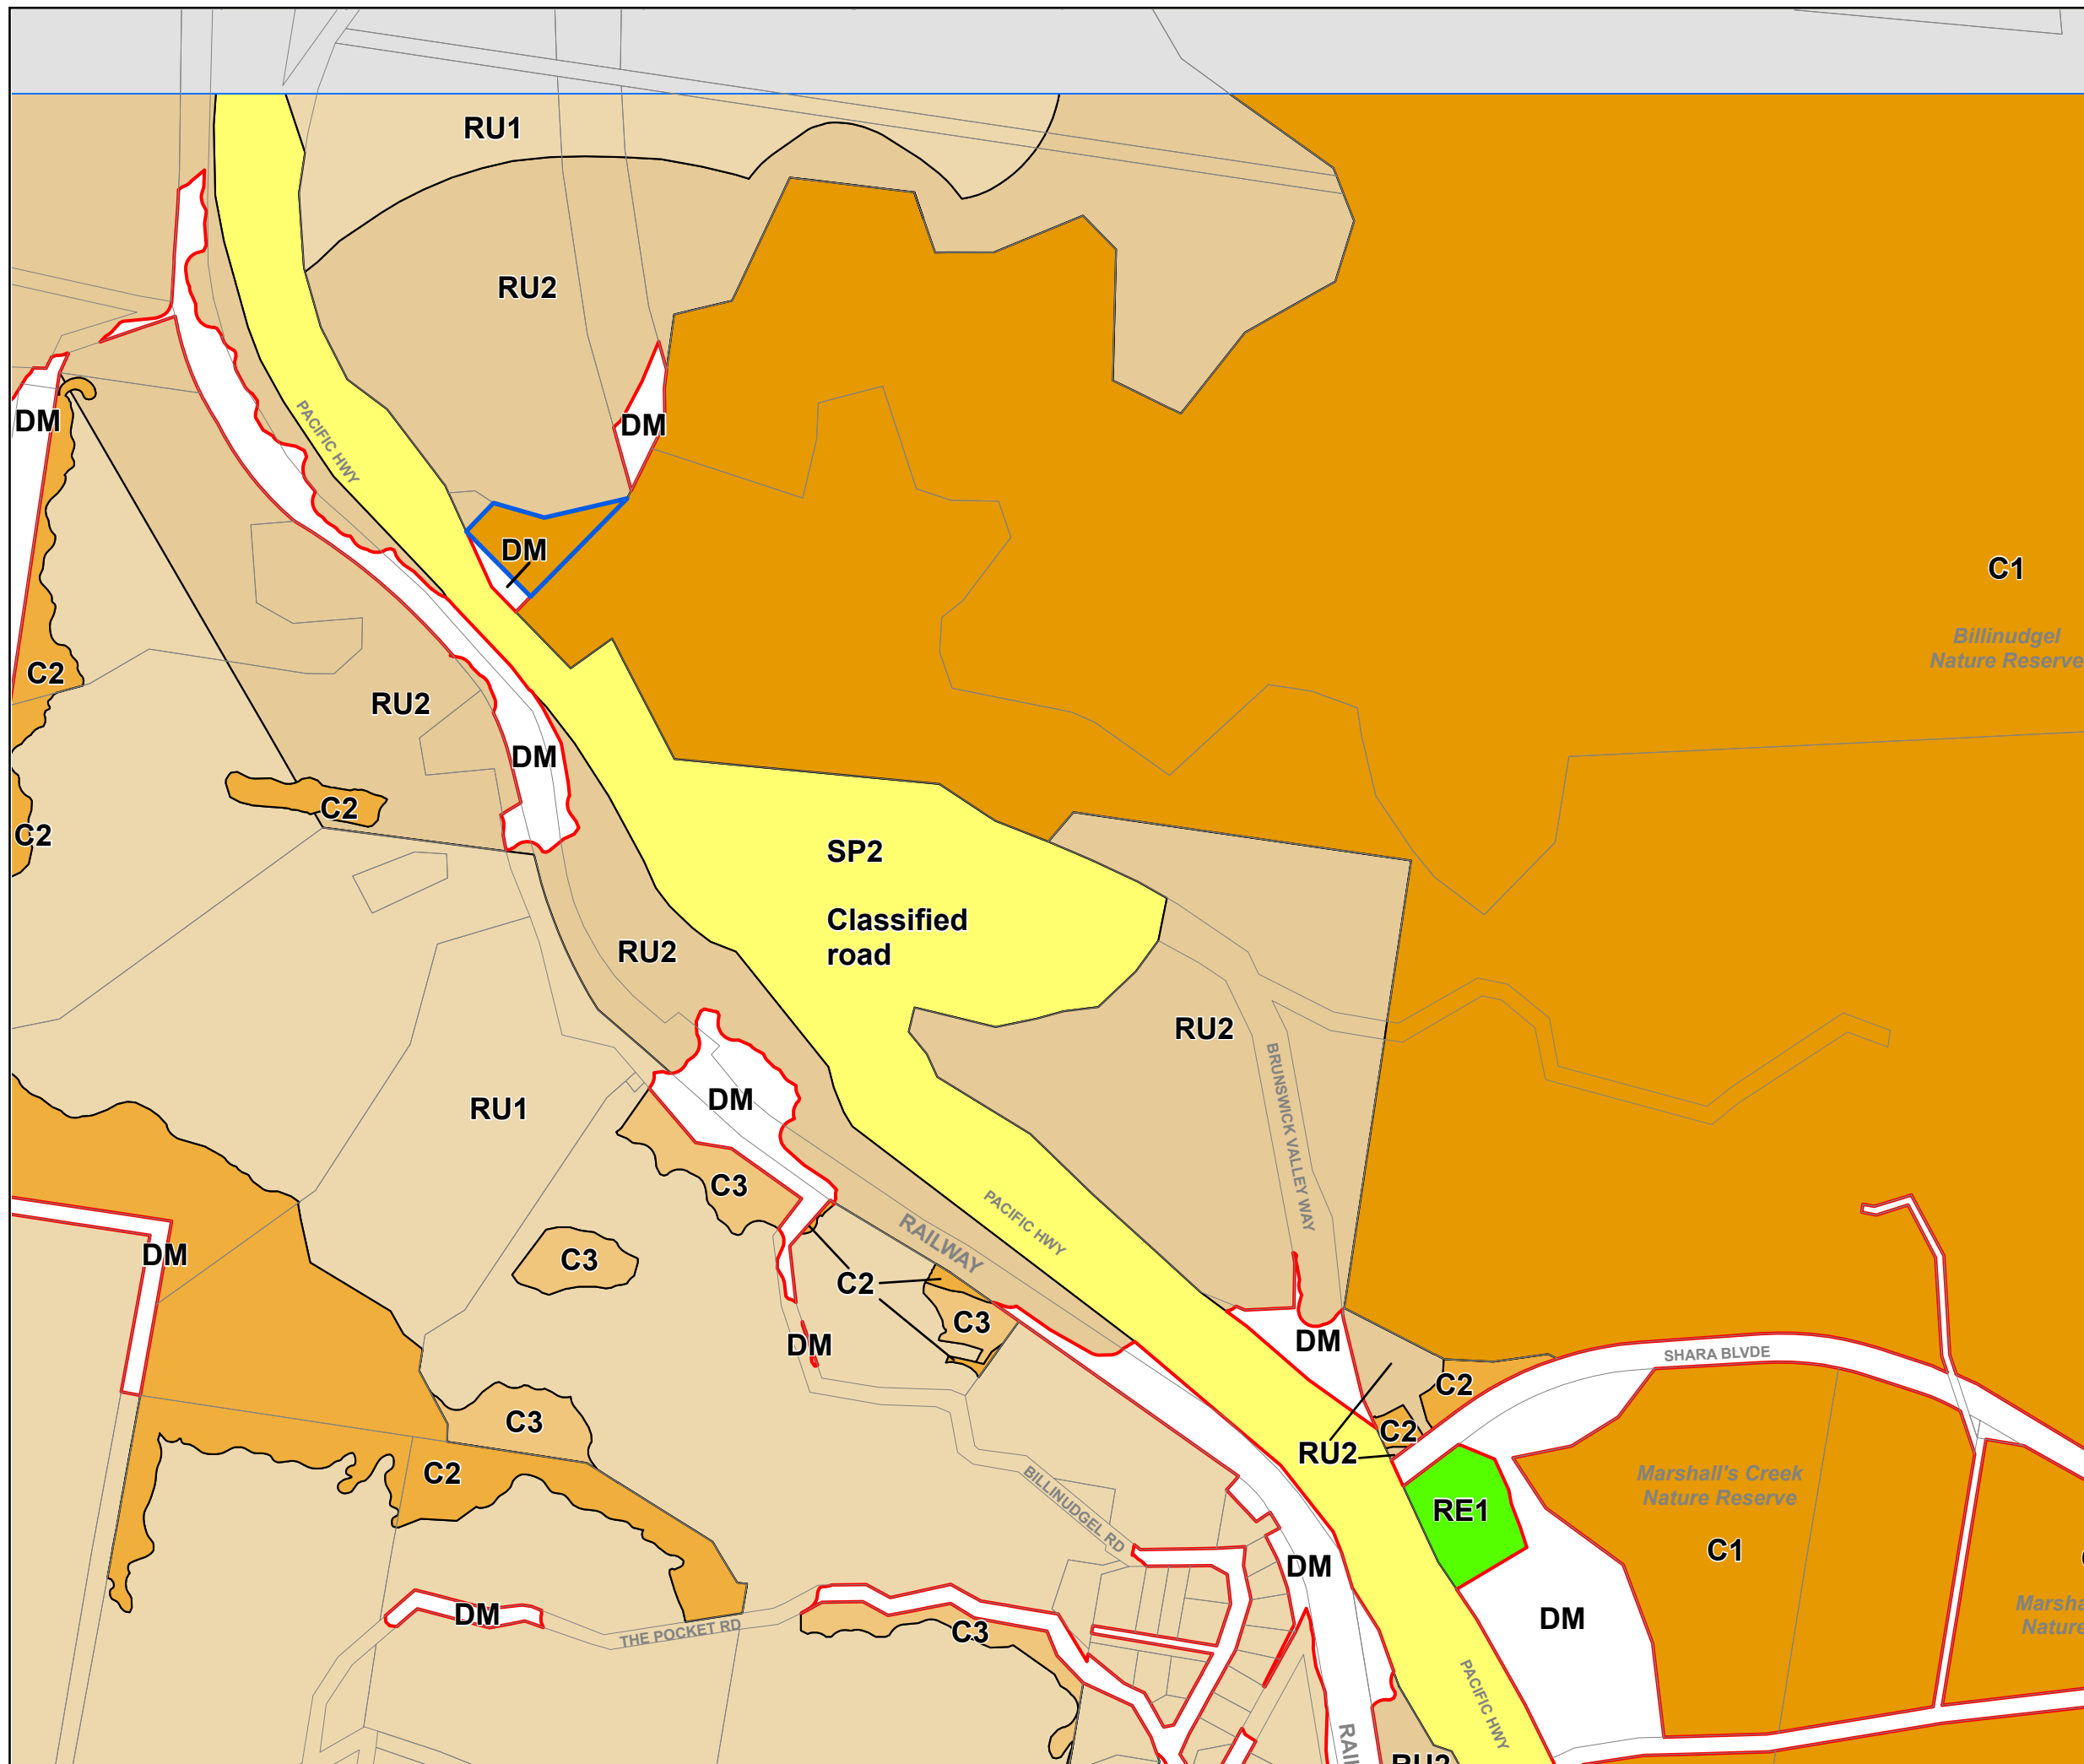 RU1
RU2
DM
DM
PACIFIC HWY
DM
C1
Billinudgel
Nature Reserve
C2
RU2
DM
C2
C2
SP2
Classified
road
RU2
RU2
BRUNSWICK VALLEY WAY
DM
RU1
C3
PACIFIC HWY
RAILWAY
DM
C3
C2
C3
DM
DM
SHARA BLVDE
C2
C3
C2
RU2
C2
Marshall's Creek
Nature Reserve
RE1
BILLINUDGEL RD
C1
DM
DM
DM
C3
THE POCKET RD
PACIFIC HWY
RU2